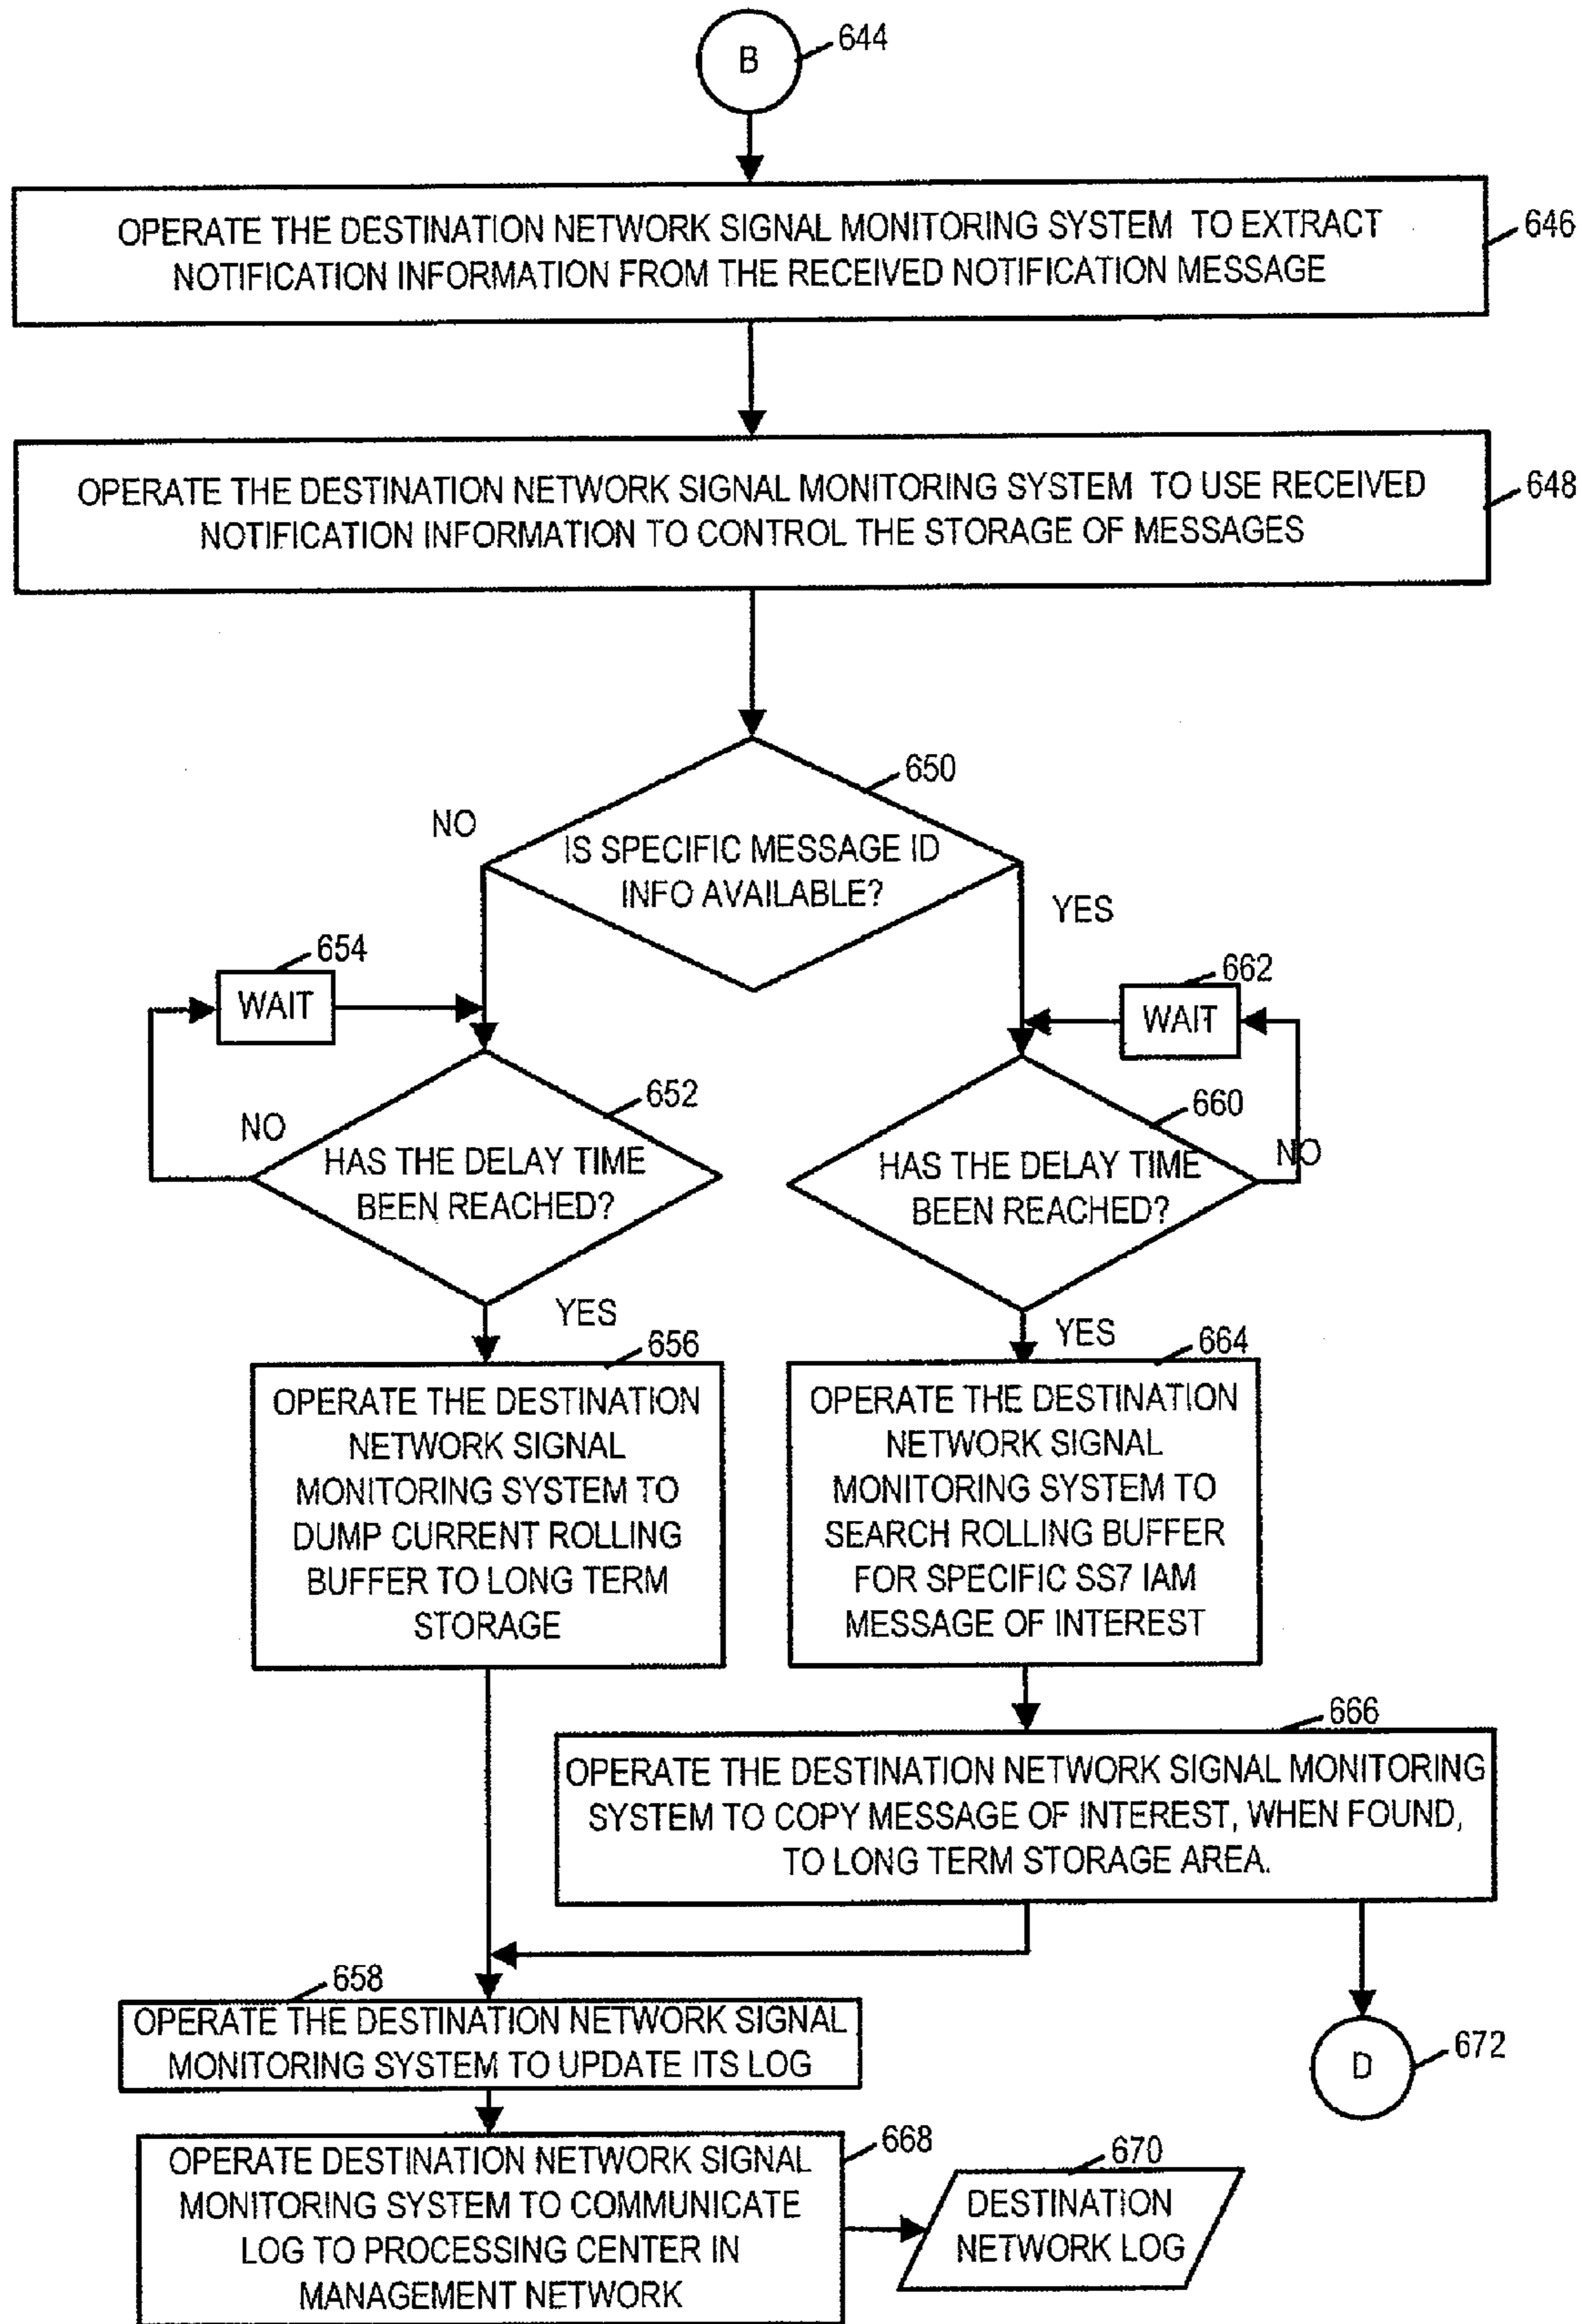 B
644
OPERATE THE DESTINATION NETWORK SIGNAL MONITORING SYSTEM TO EXTRACT
NOTIFICATION INFORMATION FROM THE RECEIVED NOTIFICATION MESSAGE
646
OPERATE THE DESTINATION NETWORK SIGNAL MONITORING SYSTEM TO USE RECEIVED
NOTIFICATION INFORMATION TO CONTROL THE STORAGE OF MESSAGES
648
650
NO
IS SPECIFIC MESSAGE ID
INFO AVAILABLE?
YES
654
WAIT
662
WAIT
652
NO
HAS THE DELAY TIME
BEEN REACHED?
YES
660
NO
HAS THE DELAY TIME
BEEN REACHED?
YES
656
OPERATE THE DESTINATION
NETWORK SIGNAL
MONITORING SYSTEM TO
DUMP CURRENT ROLLING
BUFFER TO LONG TERM
STORAGE
664
OPERATE THE DESTINATION
NETWORK SIGNAL
MONITORING SYSTEM TO
SEARCH ROLLING BUFFER
FOR SPECIFIC SS7 IAM
MESSAGE OF INTEREST
666
OPERATE THE DESTINATION NETWORK SIGNAL MONITORING
SYSTEM TO COPY MESSAGE OF INTEREST, WHEN FOUND,
TO LONG TERM STORAGE AREA.
658
OPERATE THE DESTINATION NETWORK SIGNAL
MONITORING SYSTEM TO UPDATE ITS LOG
D
672
668
OPERATE DESTINATION NETWORK SIGNAL
MONITORING SYSTEM TO COMMUNICATE
LOG TO PROCESSING CENTER IN
MANAGEMENT NETWORK
670
DESTINATION
NETWORK LOG